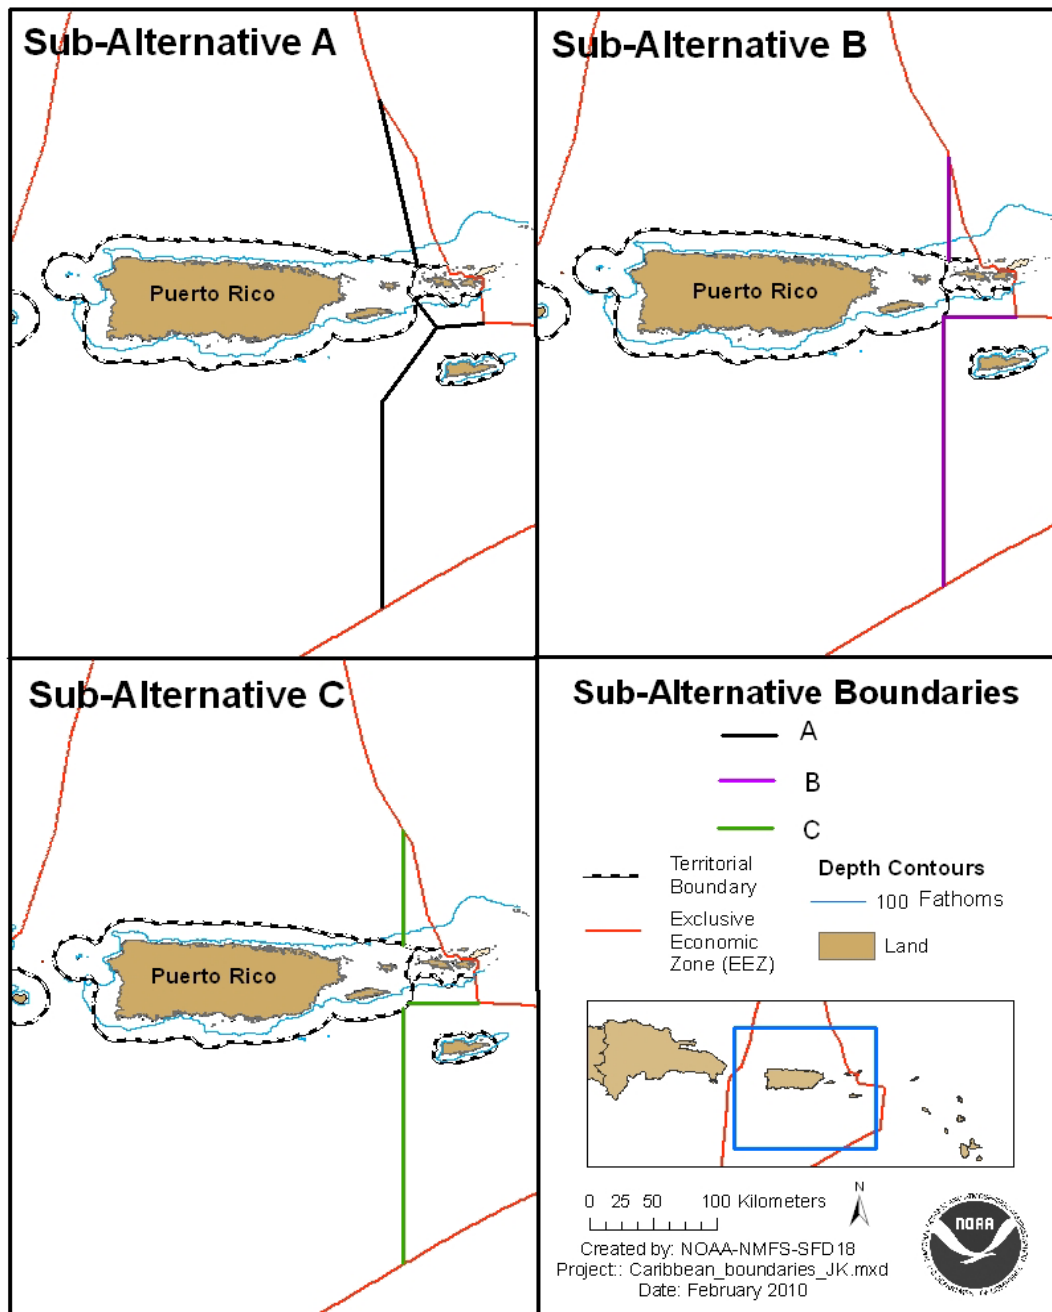 Sub-Alternative A
Puerto Rico
Sub-Alternative B
Puerto Rico
Sub-Alternative C
Puerto Rico
Sub-Alternative Boundaries
A
B
C
Territorial
Boundary
Exclusive
Economic
Zone (EEZ)
Depth Contours
100 Fathoms
Land
0 25 50 100 Kilometers
N
Created by: NOAA-NMFS-SFD18
Project:: Caribbean_boundaries_JK.mxd
Date: February 2010
NOAA